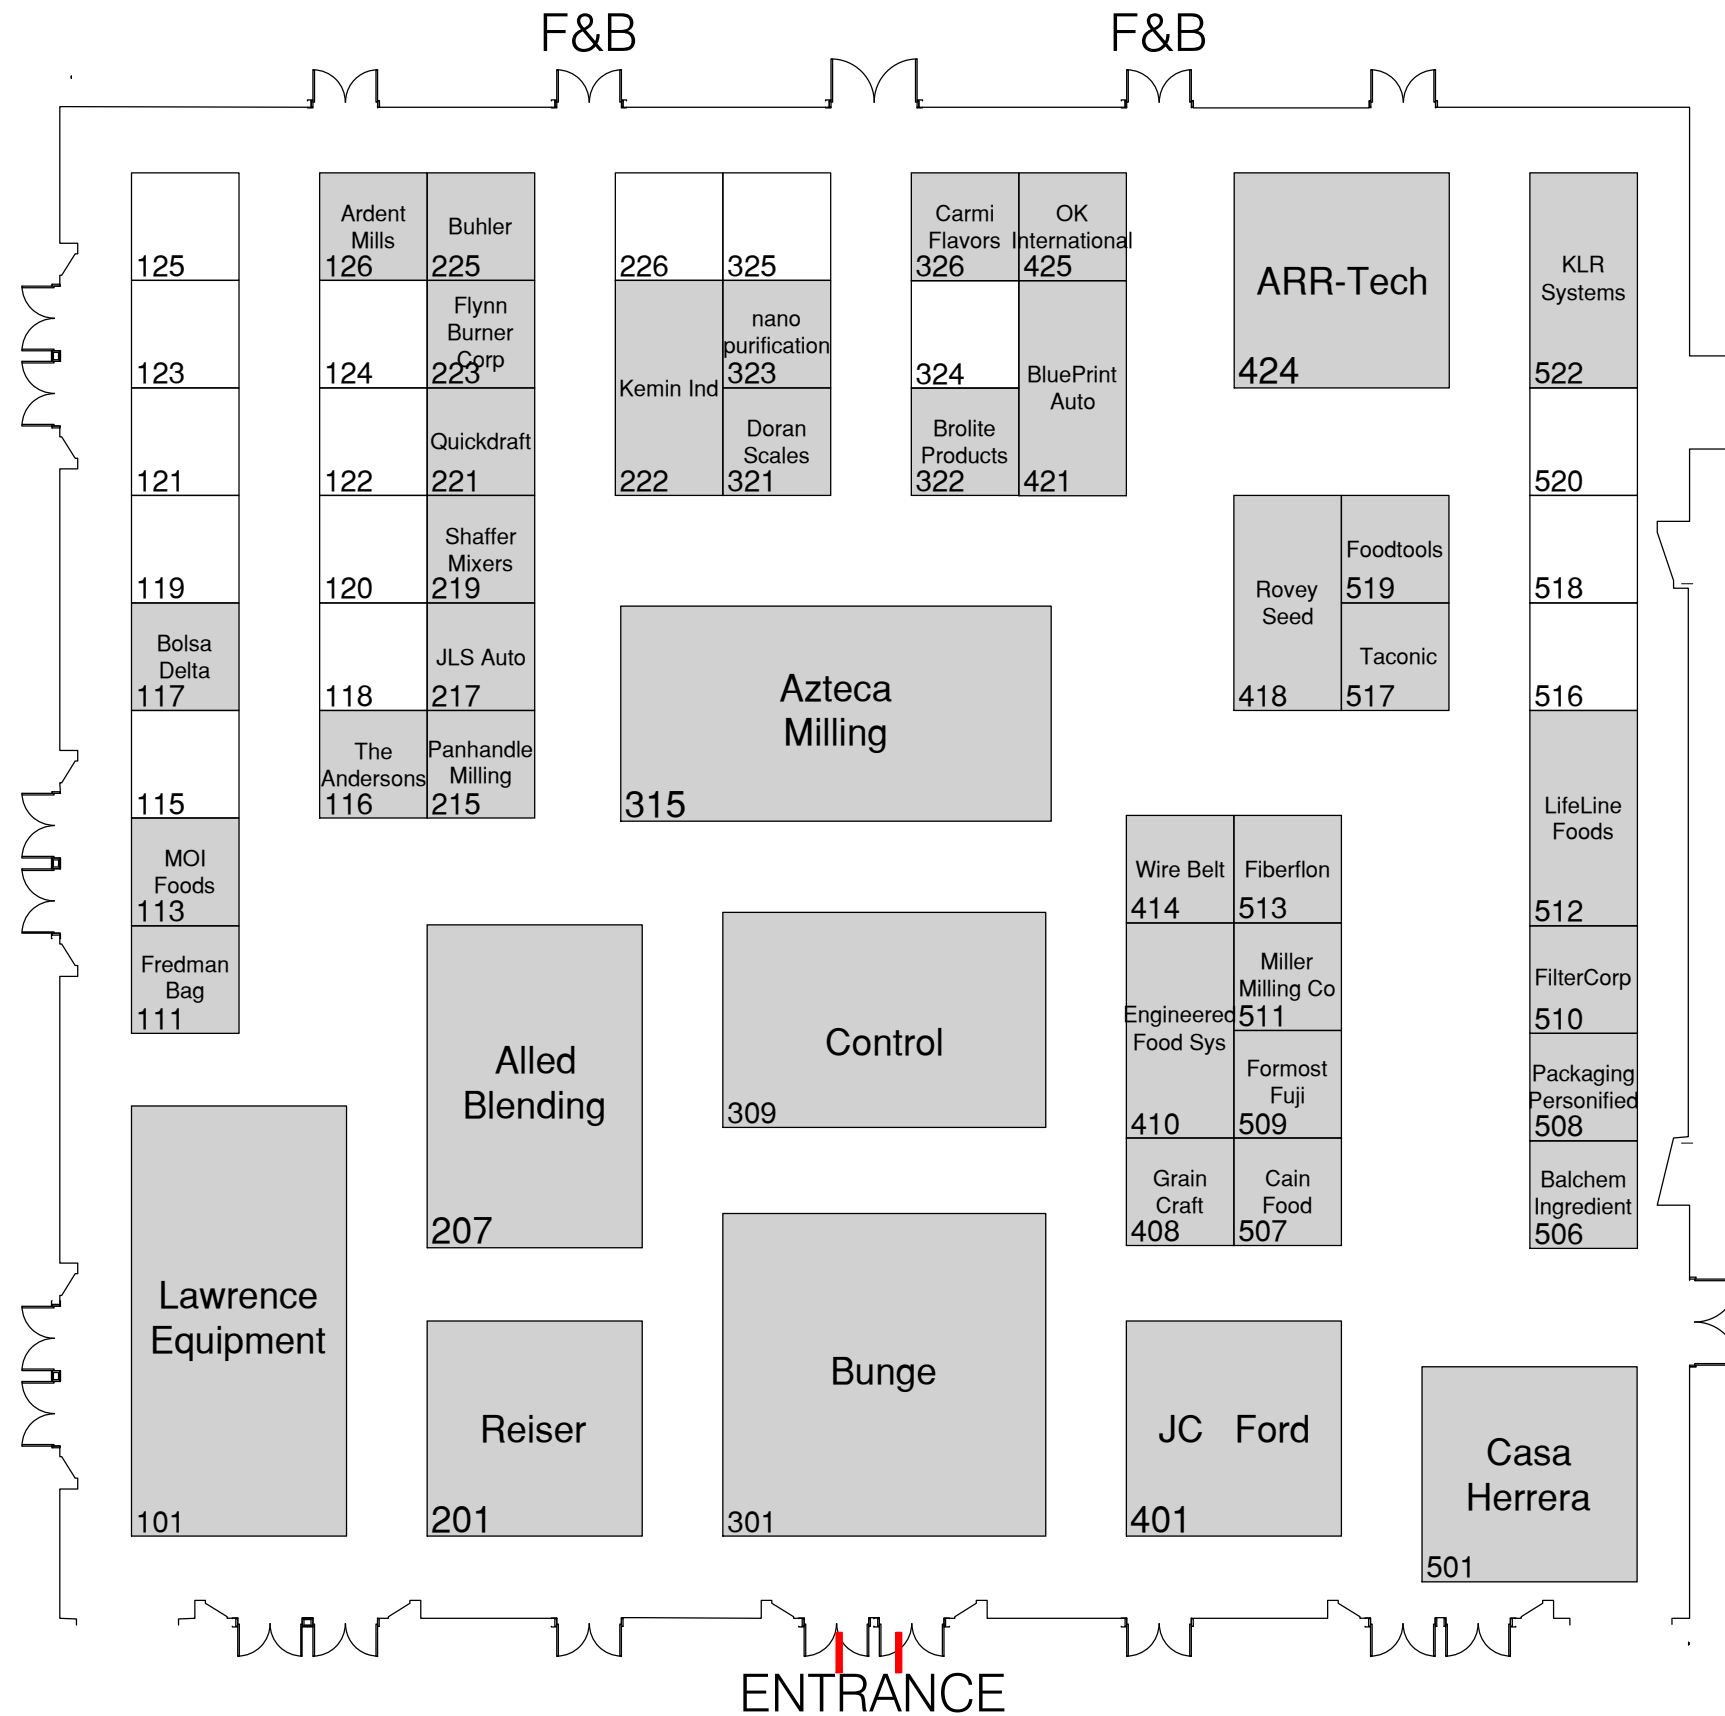 F&B
F&B
125
Ardent
Mills
126
Buhler
225
226
325
Carmi
Flavors
326
OK
International
425
ARR-Tech
424
KLR
Systems
522
123
124
Flynn
Burner
Corp
223
Kemin Ind
222
nano
purification
323
324
BluePrint
Auto
421
121
122
Quickdraft
221
Doran
Scales
321
Brolite
Products
322
520
119
120
Shaffer
Mixers
219
Rovey
Seed
418
Foodtools
519
518
Bolsa
Delta
117
118
JLS Auto
217
Azteca
Milling
315
Taconic
517
516
115
The
Andersons
116
Panhandle
Milling
215
LifeLine
Foods
512
MOI
Foods
113
Wire Belt
414
Fiberflon
513
Fredman
Bag
111
Alled
Blending
207
Control
309
Engineered
Food Sys
410
Miller
Milling Co
511
FilterCorp
510
Formost
Fuji
509
Packaging
Personified
508
Grain
Craft
408
Cain
Food
507
Balchem
Ingredient
506
Lawrence
Equipment
101
Reiser
201
Bunge
301
JC Ford
401
Casa
Herrera
501
ENTRANCE